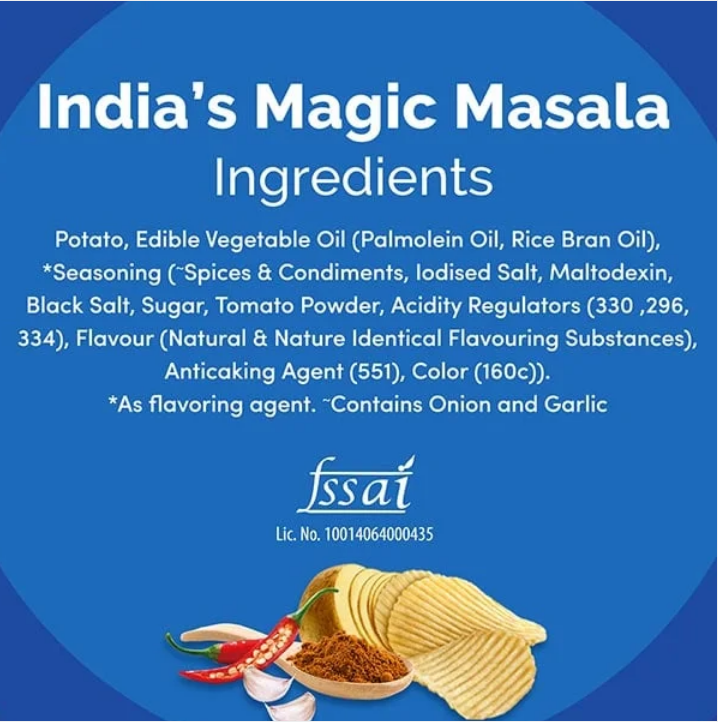 India's Magic Masala
Ingredients
Potato, Edible Vegetable Oil (Palmolein Oil, Rice Bran Oil),
*Seasoning (~Spices & Condiments, Iodised Salt, Maltodexin,
Black Salt, Sugar, Tomato Powder, Acidity Regulators (330 ,296,
334), Flavour (Natural & Nature Identical Flavouring Substances),
Anticaking Agent (551), Color (160c)).
*As flavoring agent. ~Contains Onion and Garlic
fssai
Lic. No. 10014064000435